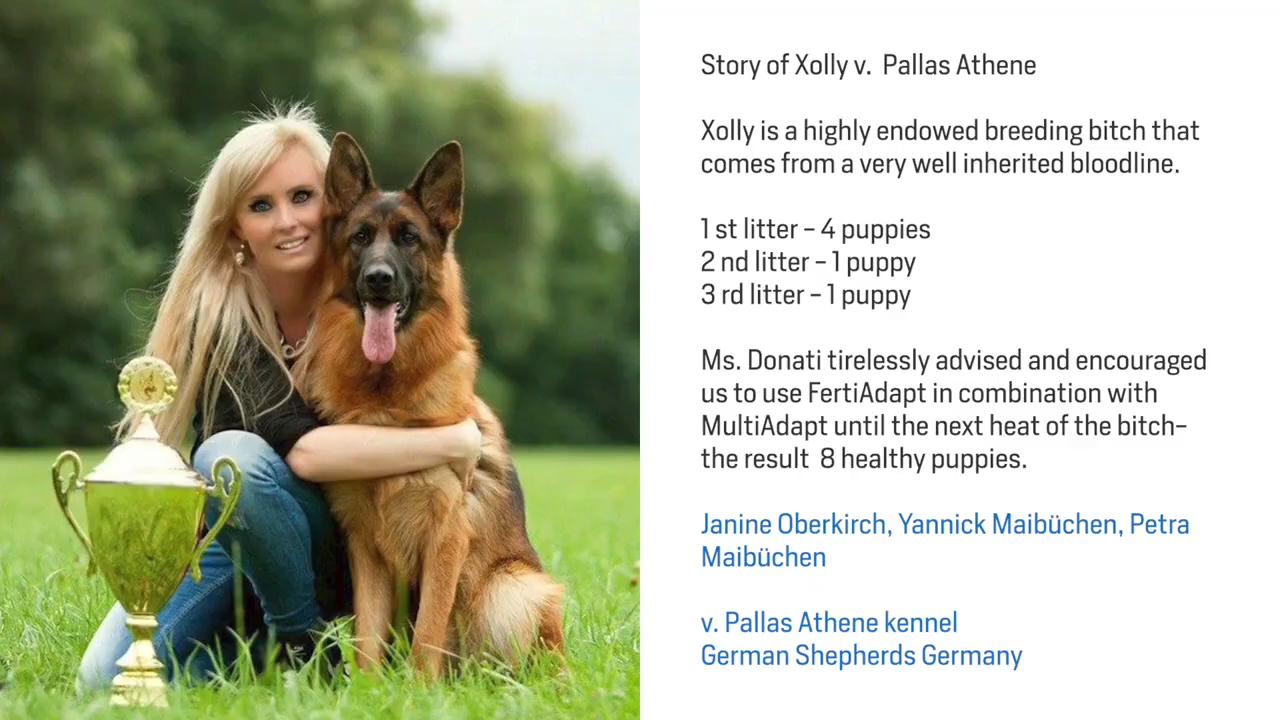 Story of Xolly v.  Pallas Athene
Xolly is a highly endowed breeding bitch that
comes from a very well inherited bloodline.
1 st litter – 4 puppies
2 nd litter – 1 puppy
3 rd litter – 1 puppy
Ms. Donati tirelessly advised and encouraged
us to use FertiAdapt in combination with
MultiAdapt until the next heat of the bitch–
the result  8 healthy puppies.
Janine Oberkirch, Yannick Maibüchen, Petra
Maibüchen
v. Pallas Athene kennel
German Shepherds Germany